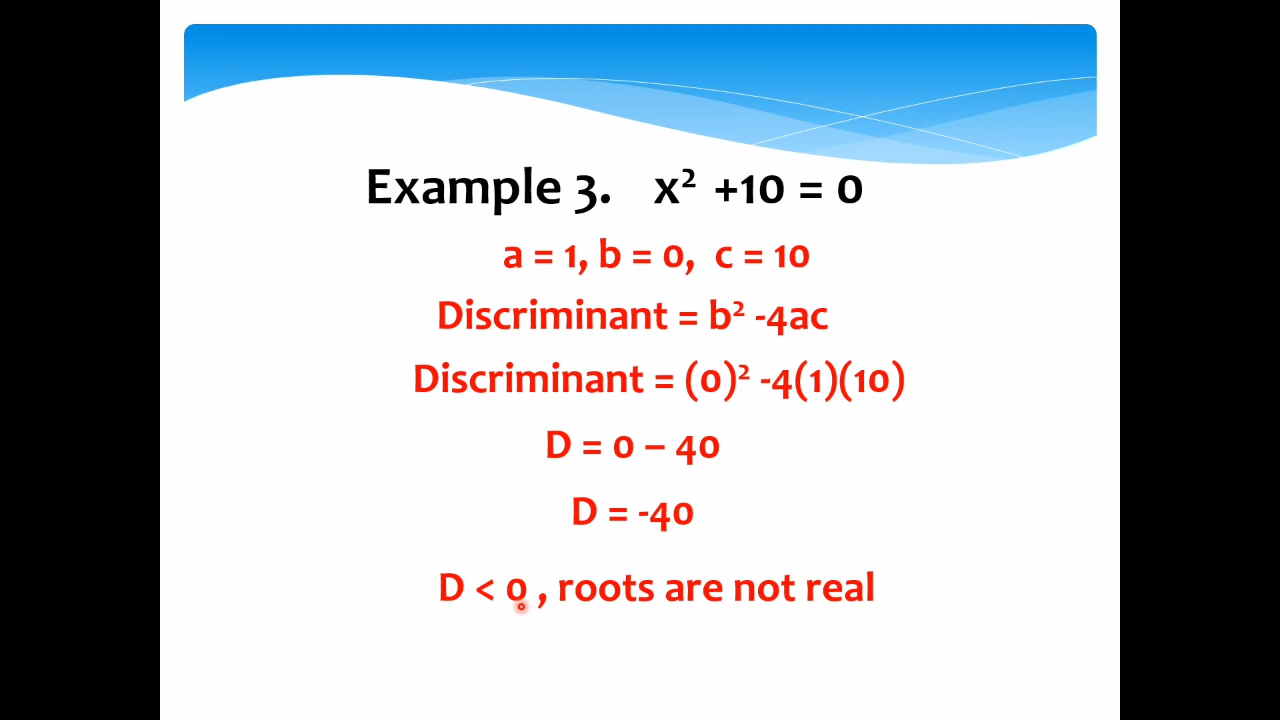 Example 3. x² +10 = 0
a = 1, b = 0, c = 10
Discriminant = b² -4ac
Discriminant = (0)² -4(1)(10)
D = 0 – 40
D = -40
D < 0 , roots are not real